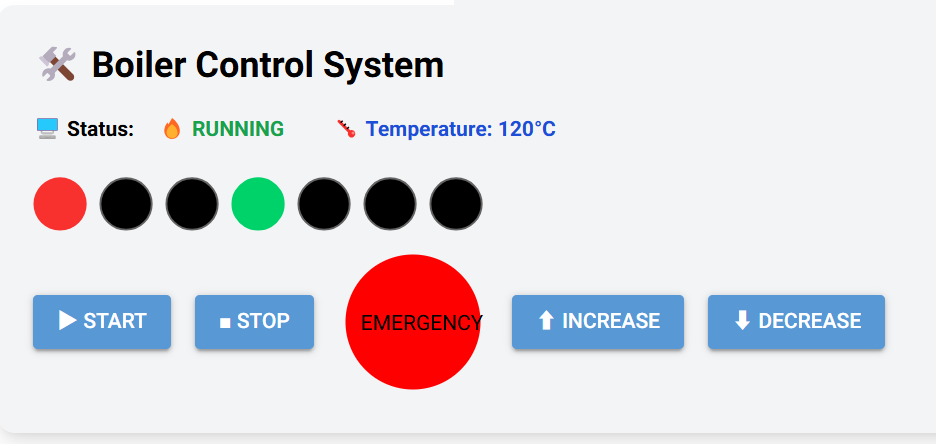 Boiler Control System
Status: RUNNING Temperature: 120°C
START STOP EMERGENCY INCREASE DECREASE